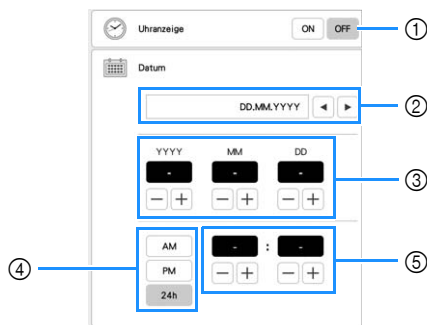 Uhranzeige ON OFF ①
Datum
DD.MM.YYYY ◄ ► ②
YYYY MM DD
- - - ③
− + − + − +
AM - : - ⑤
④ PM − + − +
24h